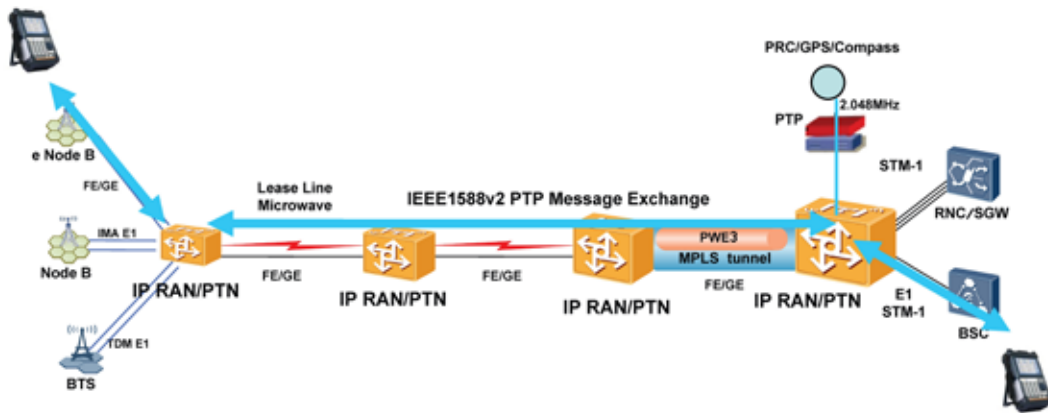 PRC/GPS/Compass
2.048MHz
PTP
STM-1
e Node B
FE/GE
Lease Line
Microwave
IEEE1588v2 PTP Message Exchange
RNC/SGW
IMA E1
Node B
PWE3
MPLS tunnel
FE/GE
FE/GE
FE/GE
IP RAN/PTN
IP RAN/PTN
IP RAN/PTN
IP RAN/PTN
E1
STM-1
BSC
TDM E1
BTS